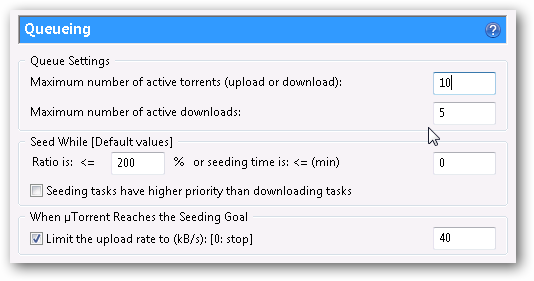 Queueing
Queue Settings
Maximum number of active torrents (upload or download): 10
Maximum number of active downloads: 5
Seed While [Default values]
Ratio is: <= 200 % or seeding time is: <= (min) 0
Seeding tasks have higher priority than downloading tasks
When µTorrent Reaches the Seeding Goal
Limit the upload rate to (kB/s): [0: stop] 40